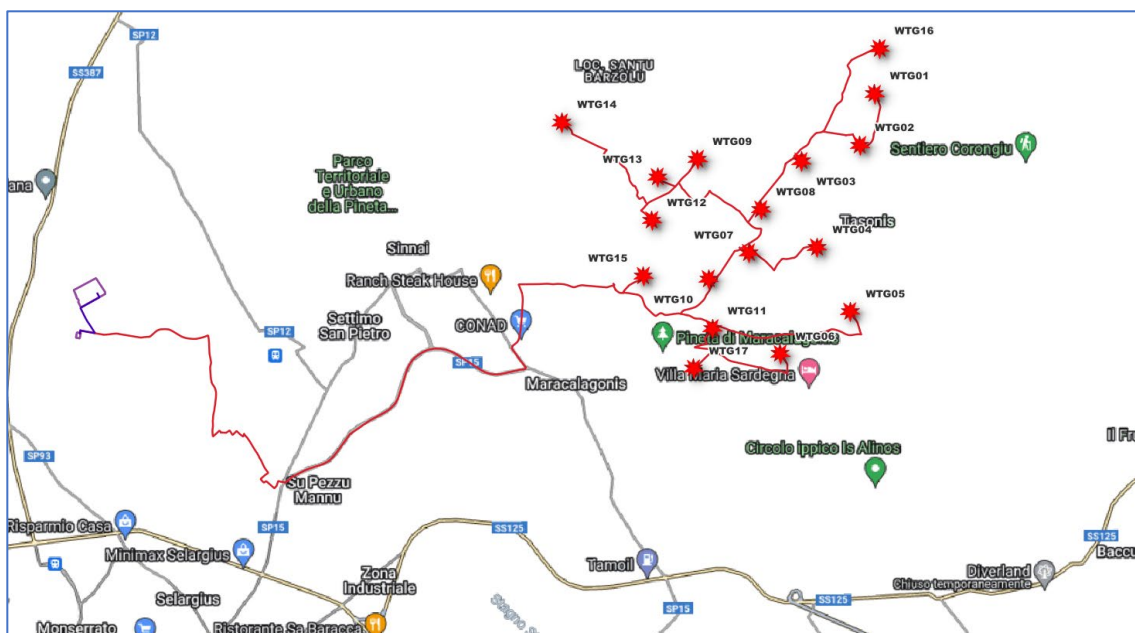 SP12
WTG16
SS387
LOC. SANTU
BARZOLU
WTG01
WTG14
WTG02
Sentiero Corongiu
WTG09
WTG13
WTG03
Parco
Territoriale
e Urbano
della Pineta...
ana
WTG08
WTG12
Tasonis
WTG04
WTG07
Sinnai
WTG15
Ranch Steak House
WTG05
WTG10
Settimo
San Pietro
CONAD
WTG11
SP12
Pineta di Maracalagonis
WTG06
WTG17
SP15
Villa Maria Sardegna
Maracalagonis
Il Fru
Circolo ippico Is Alinos
SP93
Su Pezzu
Mannu
Risparmio Casa
SP15
SS125
SS125
Baccu
Minimax Selargius
Tamoil
Diverland
Chiuso temporaneamente
Zona
Industriale
Selargius
SP15
SS125
Monserrato
Ristorante Sa Baracca
Stagno S